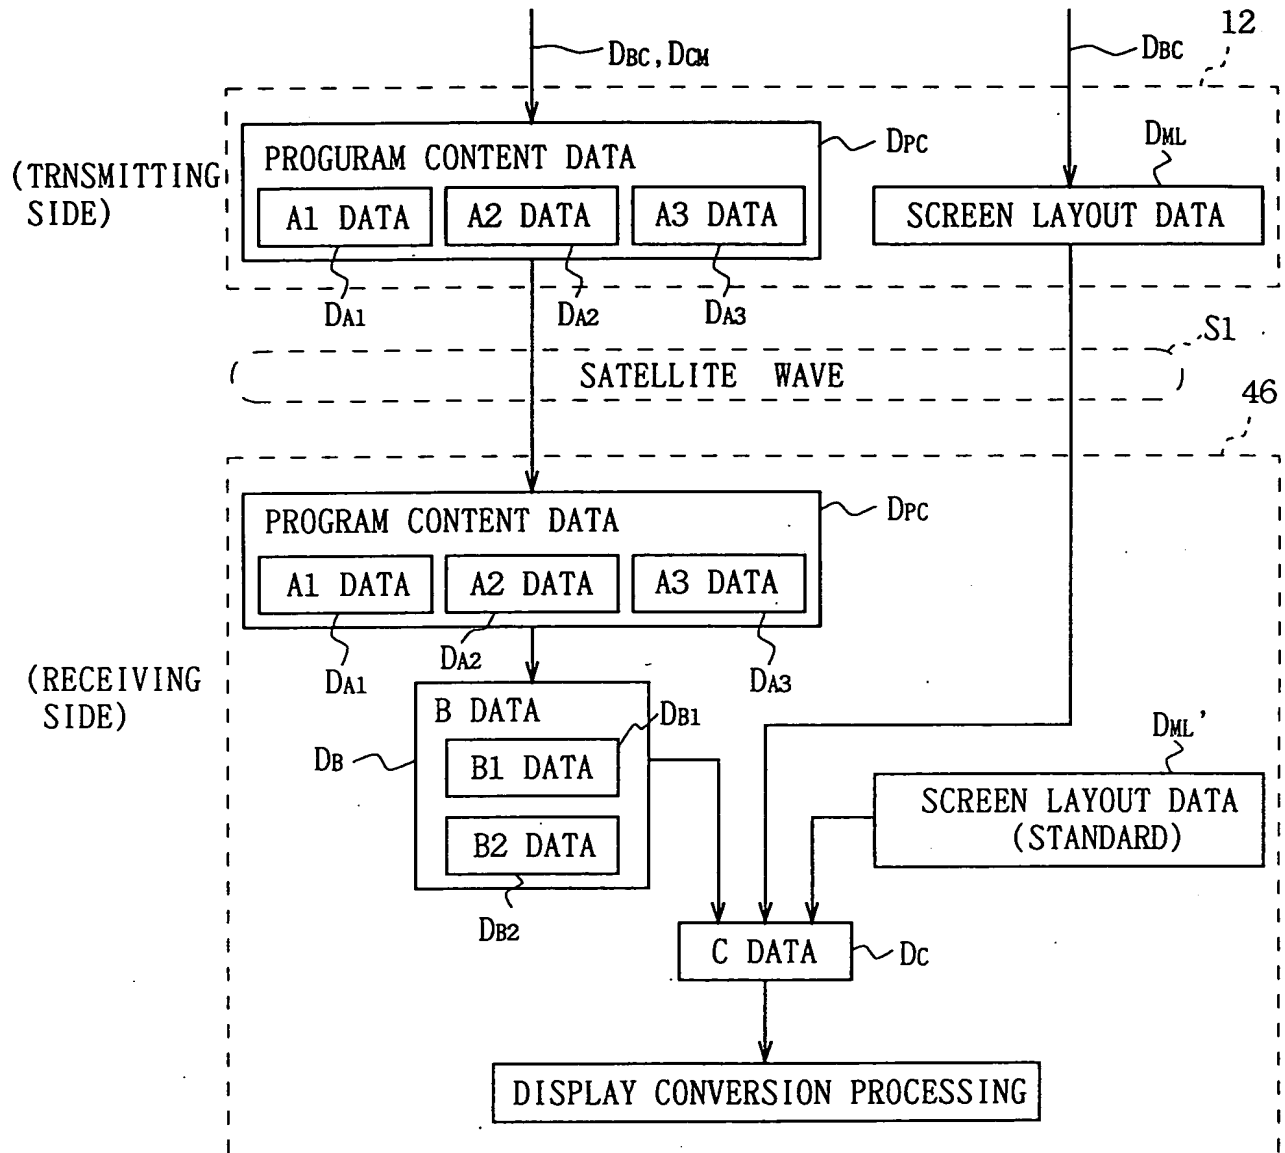 12
DBC, DCM
DBC
DPC
DML
(TRNSMITTING
SIDE)
PROGURAM CONTENT DATA
A1 DATA
A2 DATA
A3 DATA
SCREEN LAYOUT DATA
DA1
DA2
DA3
S1
SATELLITE WAVE
46
DPC
PROGRAM CONTENT DATA
A1 DATA
A2 DATA
A3 DATA
DA1
DA2
DA3
(RECEIVING
SIDE)
B DATA
DB1
DB
B1 DATA
DML'
SCREEN LAYOUT DATA
(STANDARD)
B2 DATA
DB2
C DATA
DC
DISPLAY CONVERSION PROCESSING